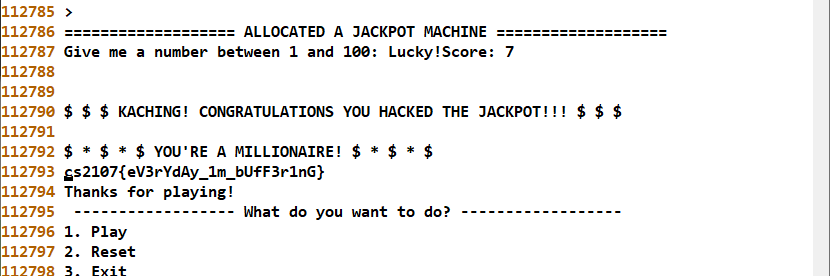 112785 >
112786 =================== ALLOCATED A JACKPOT MACHINE ===================
112787 Give me a number between 1 and 100: Lucky!Score: 7
112788
112789
112790 $ $ $ KACHING! CONGRATULATIONS YOU HACKED THE JACKPOT!!! $ $ $
112791
112792 $ * $ * $ YOU'RE A MILLIONAIRE! $ * $ * $
112793 cs2107{eV3rYdAy_1m_bUfF3r1nG}
112794 Thanks for playing!
112795  ------------------ What do you want to do? ------------------
112796 1. Play
112797 2. Reset
112798 3. Exit